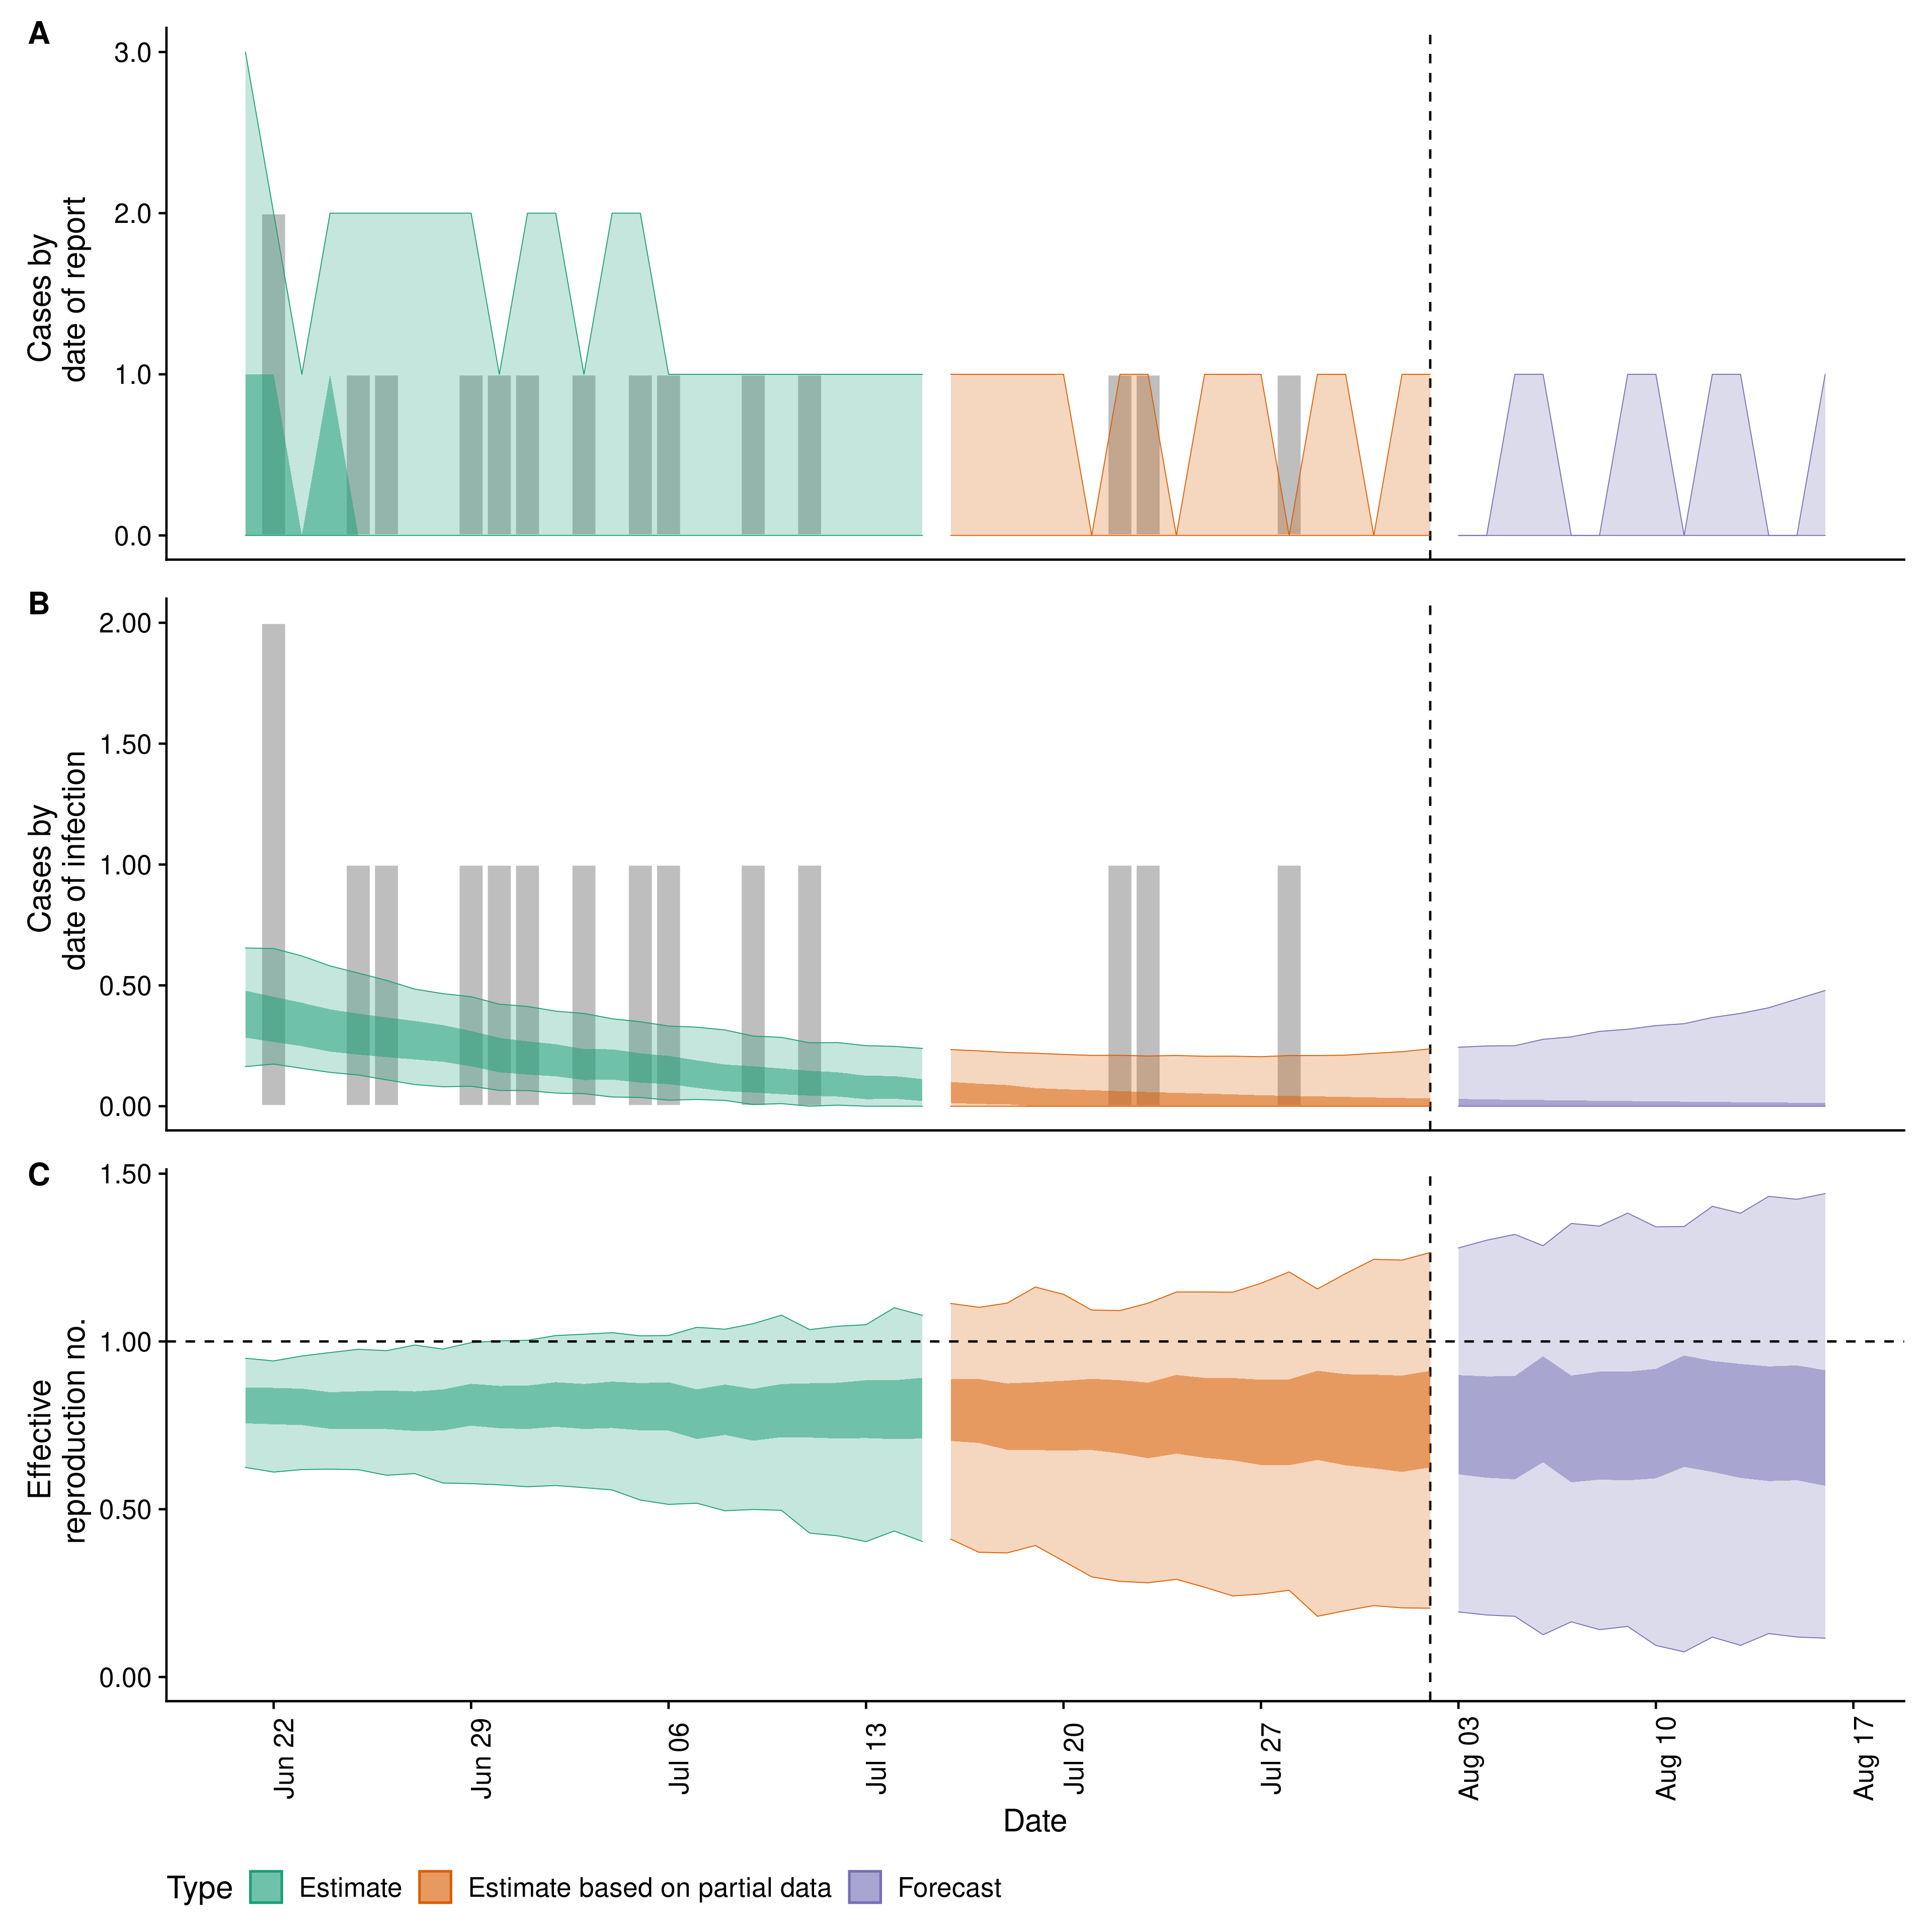 A
3.0
2.0
1.0
0.0
Cases by
date of report
B
2.00
1.50
1.00
0.50
0.00
Cases by
date of infection
C
1.50
1.00
0.50
0.00
Effective
reproduction no.
Jun 22
Jun 29
Jul 06
Jul 13
Jul 20
Jul 27
Aug 03
Aug 10
Aug 17
Date
Type Estimate Estimate based on partial data Forecast